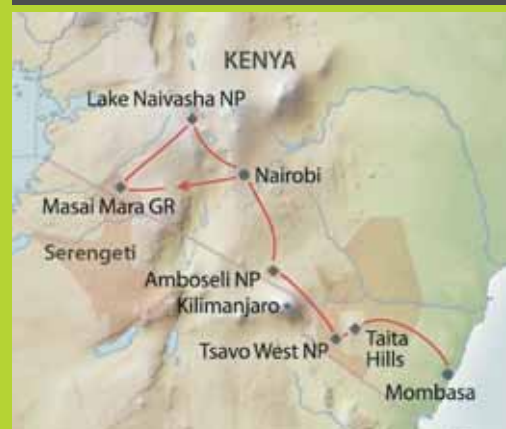 KENYA
Lake Naivasha NP
Nairobi
Masai Mara GR
Serengeti
Amboseli NP
Kilimanjaro
Tsavo West NP
Taita
Hills
Mombasa